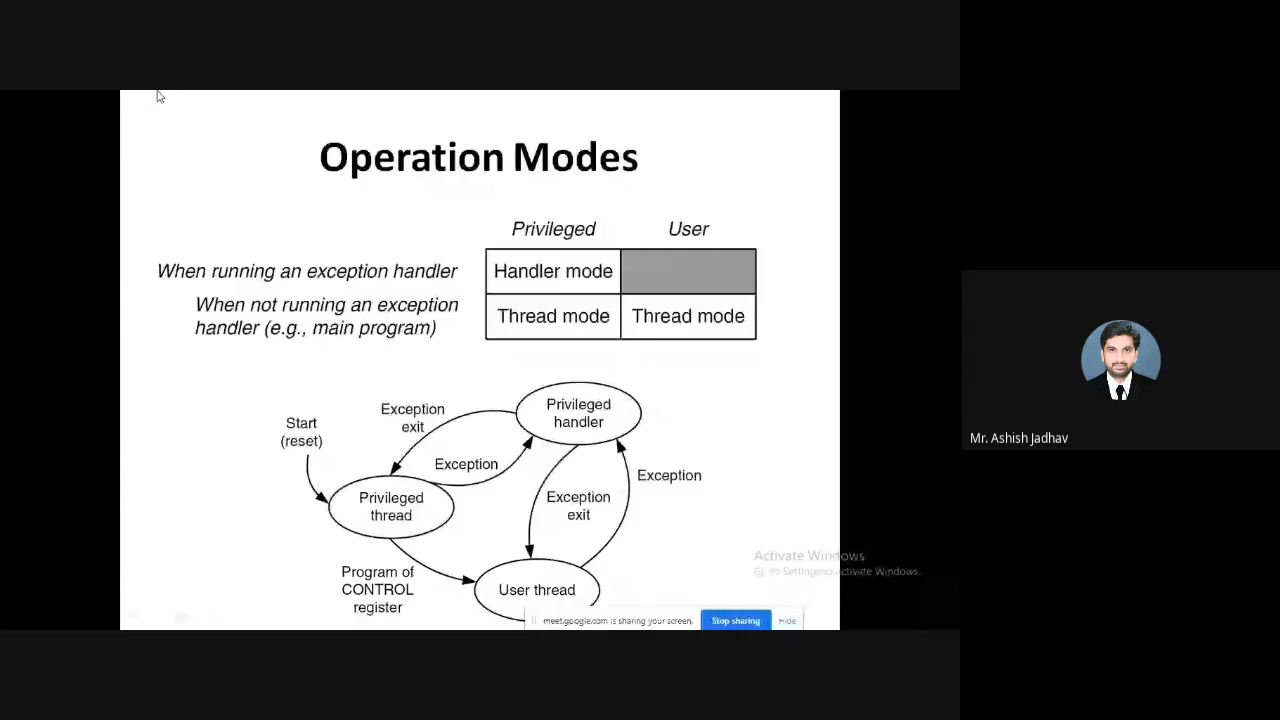 Operation Modes
Privileged User
When running an exception handler Handler mode
When not running an exception
handler (e.g., main program)
Thread mode Thread mode
Privileged
handler
Exception
exit
Start
(reset)
Exception
Exception
Privileged
thread
Exception
exit
Program of
CONTROL
register
User thread
Activate Windows
Activate Windows.
meet.google.com is sharing your screen. Stop sharing Hide
Mr. Ashish Jadhav